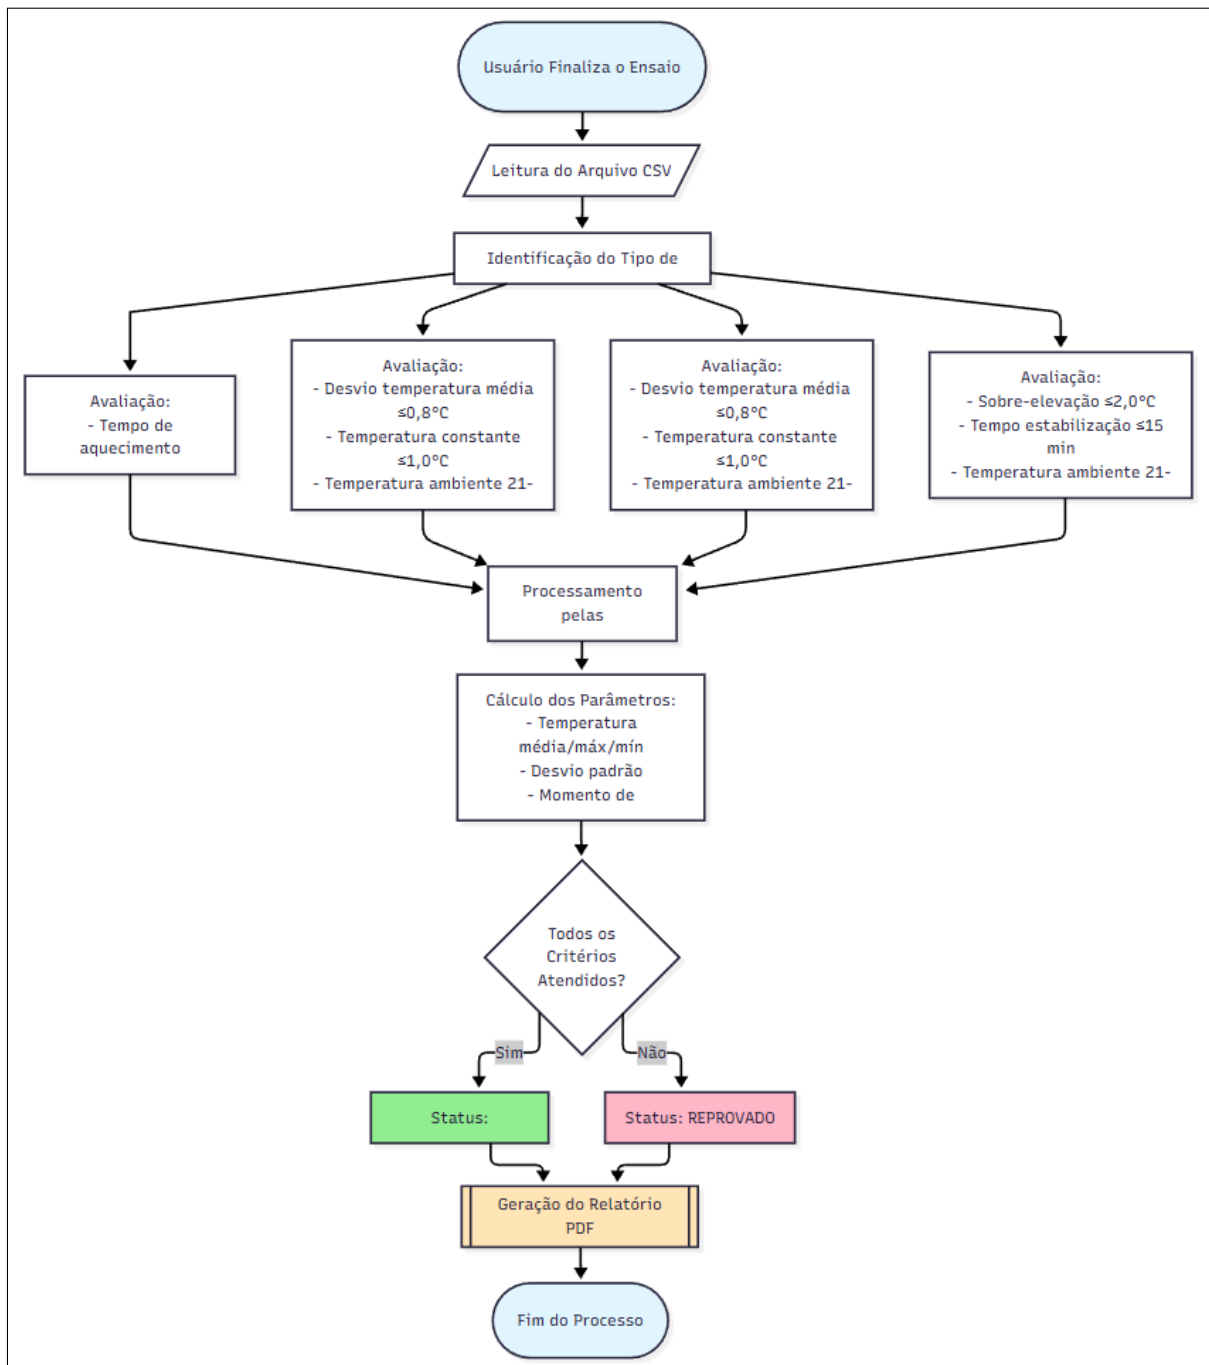 Usuário Finaliza o Ensaio
Leitura do Arquivo CSV
Identificação do Tipo de
Avaliação:
- Tempo de
aquecimento
Avaliação:
- Desvio temperatura média
≤0,8°C
- Temperatura constante
≤1,0°C
- Temperatura ambiente 21-
Avaliação:
- Desvio temperatura média
≤0,8°C
- Temperatura constante
≤1,0°C
- Temperatura ambiente 21-
Avaliação:
- Sobre-elevação ≤2,0°C
- Tempo estabilização ≤15
min
- Temperatura ambiente 21-
Processamento
pelas
Cálculo dos Parâmetros:
- Temperatura
média/máx/mín
- Desvio padrão
- Momento de
Todos os
Critérios
Atendidos?
Sim
Não
Status:
Status: REPROVADO
Geração do Relatório
PDF
Fim do Processo